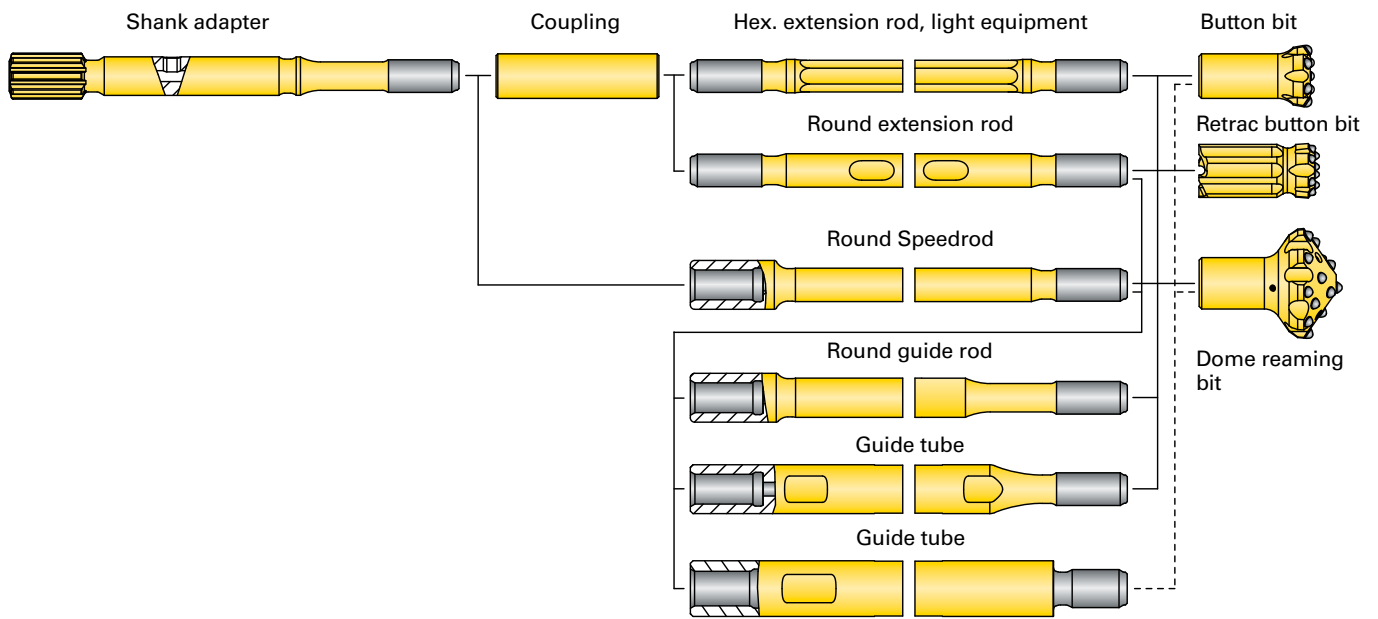 Shank adapter
Coupling
Hex. extension rod, light equipment
Button bit
Round extension rod
Retrac button bit
Round Speedrod
Round guide rod
Dome reaming
bit
Guide tube
Guide tube